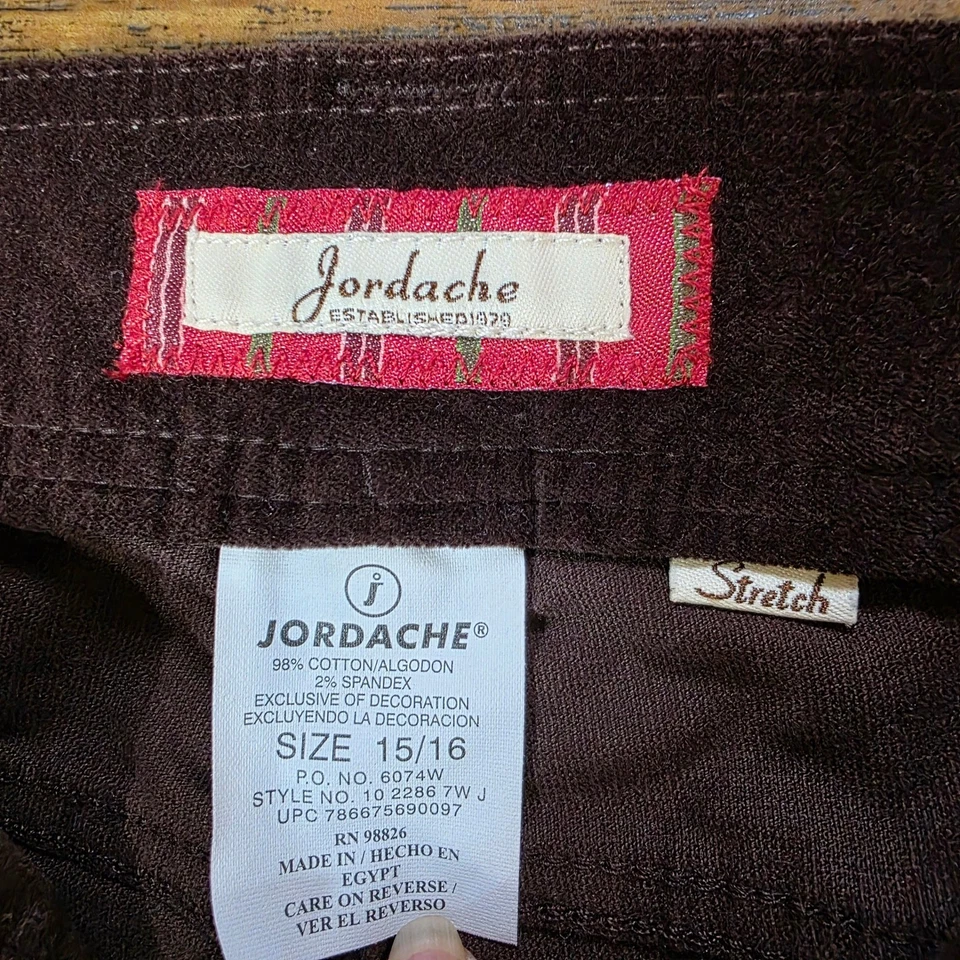 Jordache
ESTABLISHED 1979
Stretch
j
JORDACHE®
98% COTTON/ALGODON
2% SPANDEX
EXCLUSIVE OF DECORATION
EXCLUYENDO LA DECORACION
SIZE 15/16
P.O. NO. 6074W
STYLE NO. 10 2286 7W J
UPC 786675690097
RN 98826
MADE IN / HECHO EN
EGYPT
CARE ON REVERSE /
VER EL REVERSO